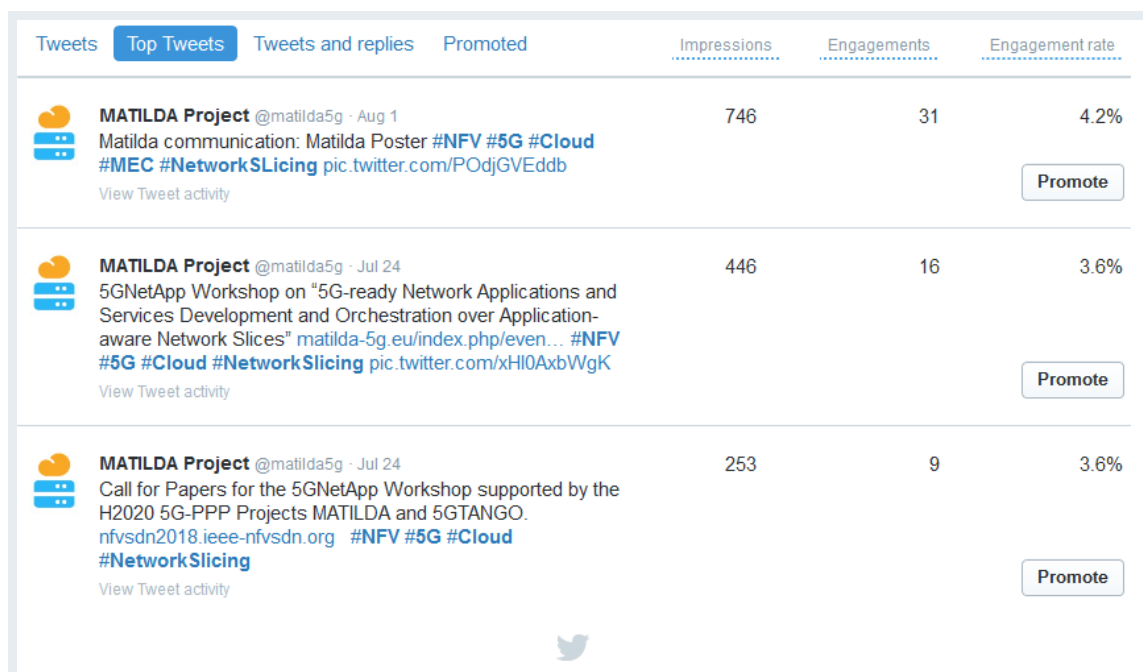 Tweets Top Tweets Tweets and replies Promoted Impressions Engagements Engagement rate
MATILDA Project @matilda5g · Aug 1 746 31 4.2%
Matilda communication: Matilda Poster #NFV #5G #Cloud
#MEC #NetworkSLicing pic.twitter.com/POdjGVEddb
View Tweet activity
Promote
MATILDA Project @matilda5g · Jul 24 446 16 3.6%
5GNetApp Workshop on “5G-ready Network Applications and
Services Development and Orchestration over Application-
aware Network Slices” matilda-5g.eu/index.php/even… #NFV
#5G #Cloud #NetworkSlicing pic.twitter.com/xHl0AxbWgK
View Tweet activity
Promote
MATILDA Project @matilda5g · Jul 24 253 9 3.6%
Call for Papers for the 5GNetApp Workshop supported by the
H2020 5G-PPP Projects MATILDA and 5GTANGO.
nfvsdn2018.ieee-nfvsdn.org #NFV #5G #Cloud
#NetworkSlicing
View Tweet activity
Promote